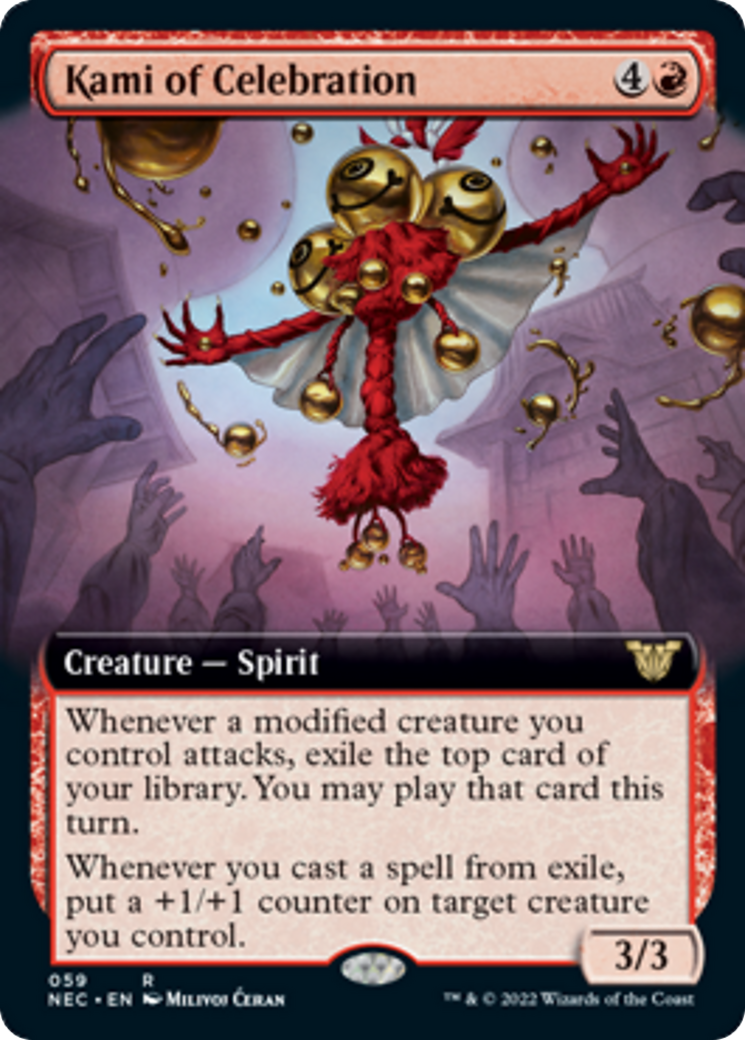 Kami of Celebration 4
Creature — Spirit
Whenever a modified creature you
control attacks, exile the top card of
your library. You may play that card this
turn.
Whenever you cast a spell from exile,
put a +1/+1 counter on target creature
you control.
3/3
059 R
NEC • EN Milivoj Ćeran
™ & © 2022 Wizards of the Coast